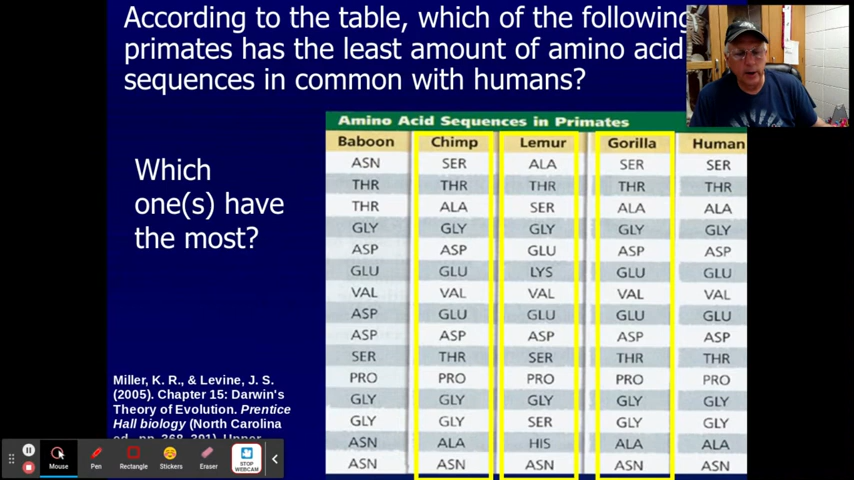 According to the table, which of the following
primates has the least amount of amino acid
sequences in common with humans?
Which
one(s) have
the most?
Amino Acid Sequences in Primates
Baboon Chimp Lemur Gorilla Human
ASN SER ALA SER SER
THR THR THR THR THR
THR ALA SER ALA ALA
GLY GLY GLY GLY GLY
ASP ASP GLU ASP ASP
GLU GLU LYS GLU GLU
VAL VAL VAL VAL VAL
ASP GLU GLU GLU GLU
ASP ASP ASP ASP ASP
SER THR SER THR THR
PRO PRO PRO PRO PRO
GLY GLY GLY GLY GLY
GLY GLY SER GLY GLY
ASN ALA HIS ALA ALA
ASN ASN ASN ASN ASN
Miller, K. R., & Levine, J. S.
(2005). Chapter 15: Darwin's
Theory of Evolution. Prentice
Hall biology (North Carolina
Mouse Pen Rectangle Stickers Eraser STOP WEBCAM